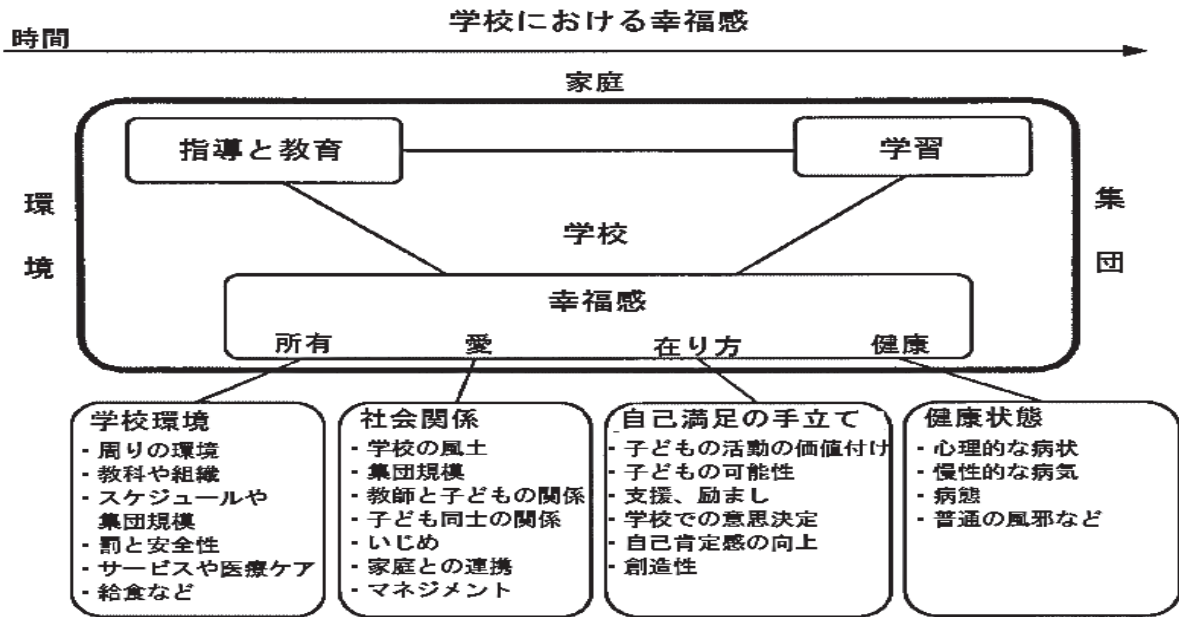 学校における幸福感
時間
家庭
指導と教育
学習
環境
学校
集団
幸福感
所有
愛
在り方
健康
学校環境
・周りの環境
・教科や組織
・スケジュールや
集団規模
・罰と安全性
・サービスや医療ケア
・給食など
社会関係
・学校の風土
・集団規模
・教師と子どもの関係
・子ども同士の関係
・いじめ
・家庭との連携
・マネジメント
自己満足の手立て
・子どもの活動の価値付け
・子どもの可能性
・支援、励まし
・学校での意思決定
・自己肯定感の向上
・創造性
健康状態
・心理的な病状
・慢性的な病気
・病態
・普通の風邪など